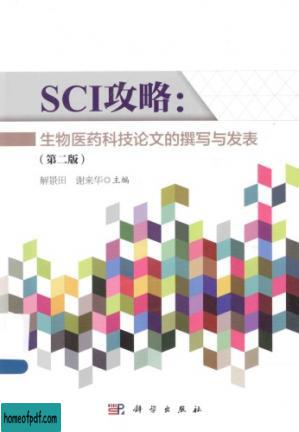 SCI攻略：
生物医药科技论文的撰写与发表
（第二版）
解景田 谢来华 主编
科学出版社
homeofpdf.com